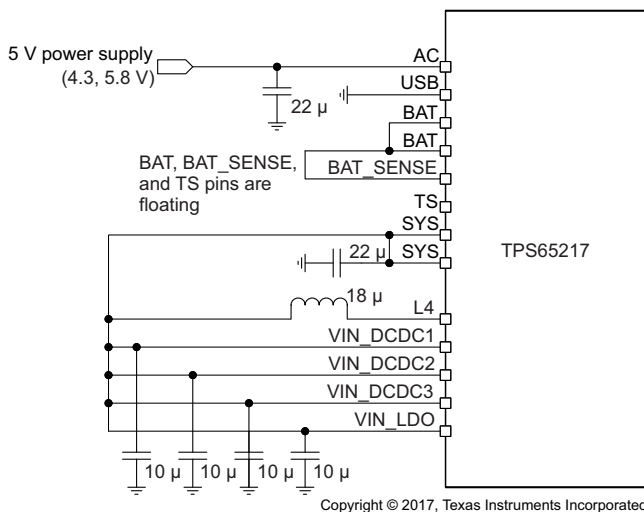 5 V power supply
(4.3, 5.8 V)
AC
USB
22 µ
BAT
BAT
BAT, BAT_SENSE,
and TS pins are
floating
BAT_SENSE
TS
SYS
SYS
22 µ
TPS65217
18 µ
L4
VIN_DCDC1
VIN_DCDC2
VIN_DCDC3
VIN_LDO
10 µ 10 µ 10 µ 10 µ
Copyright © 2017, Texas Instruments Incorporated